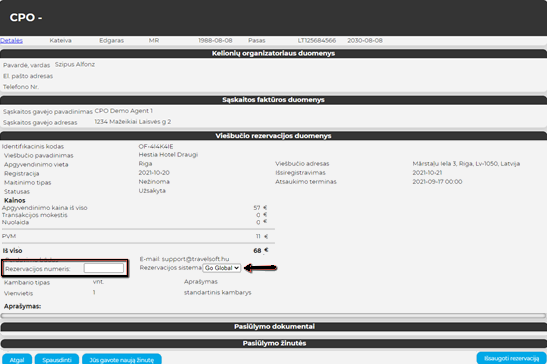 CPO -
Detalės Kateiva Edgaras MR 1988-08-08 Pasas LT125684566 2030-08-08
Kelionių organizatoriaus duomenys
Pavardė, vardas Szipus Alfonz
El. pašto adresas
Telefono Nr.
Sąskaitos faktūros duomenys
Sąskaitos gavėjo pavadinimas CPO Demo Agent 1
Sąskaitos gavėjo adresas 1234 Mažeikiai Laisvės g 2
Viešbučio rezervacijos duomenys
Identifikacinis kodas OF-4I4K4IE
Viešbučio pavadinimas Hestia Hotel Draugi
Apgyvendinimo vieta Riga Viešbučio adresas Mārstaļu Iela 3, Riga, Lv-1050, Latvija
Registracija 2021-10-20 Išsiregistravimas 2021-10-21
Maitinimo tipas Nežinoma Atsaukimo terminas 2021-09-17 00:00
Statusas Užsakyta
Kainos
Apgyvendinimo kaina iš viso 57 €
Transakcijos mokestis 0 €
Nuolaida 0 €
PVM 11 €
Iš viso 68 €
E-mail: support@travelsoft.hu
Rezervacijos numeris: Rezervacijos sistema Go Global
Kambario tipas vnt. Aprašymas
Vienvietis 1 standartinis kambarys
Aprašymas:
Pasiūlymo dokumentai
Pasiūlymo žinutės
Atgal Spausdinti Jūs gavote naują žinutę Išsaugoti rezervaciją